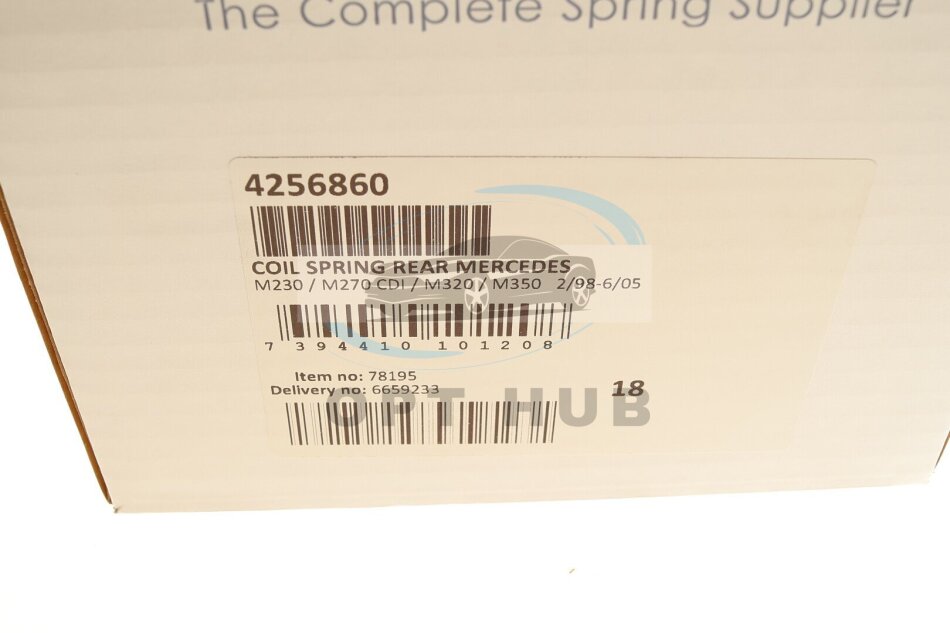 The Complete Spring Supplier
4256860
COIL SPRING REAR MERCEDES
M230 / M270 CDI / M320 / M350 2/98-6/05
7 394410 101208
Item no: 78195
Delivery no: 6659233
18
OPT HUB